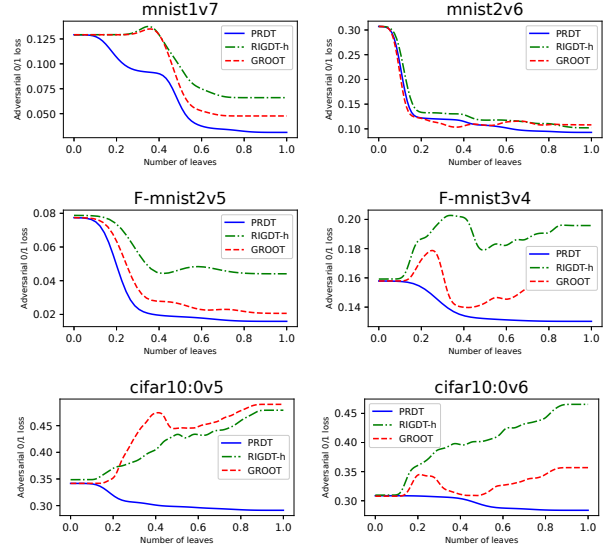 mnist1v7
mnist2v6
Adversarial 0/1 loss
0.125
0.100
0.075
0.050
PRDT
RIGDT-h
GROOT
0.0 0.2 0.4 0.6 0.8 1.0
Number of leaves
Adversarial 0/1 loss
0.30
0.25
0.20
0.15
0.10
PRDT
RIGDT-h
GROOT
0.0 0.2 0.4 0.6 0.8 1.0
Number of leaves
F-mnist2v5
F-mnist3v4
Adversarial 0/1 loss
0.08
0.06
0.04
0.02
PRDT
RIGDT-h
GROOT
0.0 0.2 0.4 0.6 0.8 1.0
Number of leaves
Adversarial 0/1 loss
0.20
0.18
0.16
0.14
PRDT
RIGDT-h
GROOT
0.0 0.2 0.4 0.6 0.8 1.0
Number of leaves
cifar10:0v5
cifar10:0v6
Adversarial 0/1 loss
0.45
0.40
0.35
0.30
PRDT
RIGDT-h
GROOT
0.0 0.2 0.4 0.6 0.8 1.0
Number of leaves
Adversarial 0/1 loss
0.45
0.40
0.35
0.30
PRDT
RIGDT-h
GROOT
0.0 0.2 0.4 0.6 0.8 1.0
Number of leaves